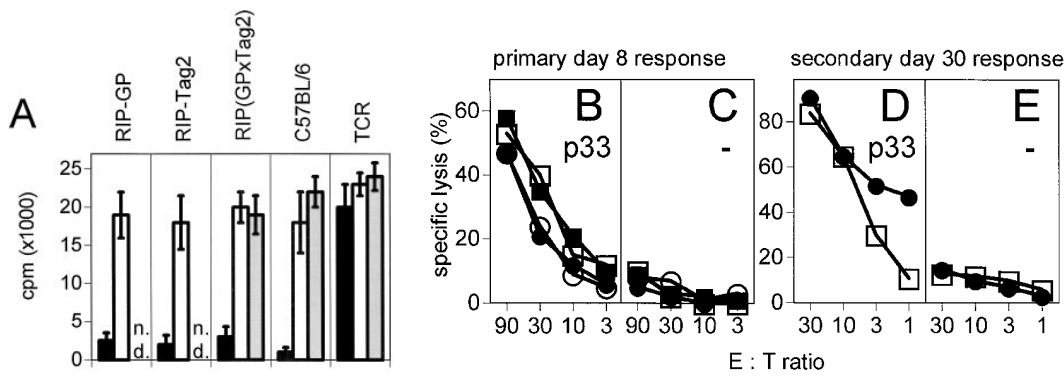 A
RIP-GP
RIP-Tag2
RIP(GPxTag2)
C57BL/6
TCR
cpm (x1000)
25
20
15
10
5
0
n.
d.
n.
d.
primary day 8 response
secondary day 30 response
B
C
D
E
p33
-
p33
-
specific lysis (%)
60
40
20
0
80
60
40
20
0
90 30 10 3 90 30 10 3
30 10 3 1 30 10 3 1
E : T ratio